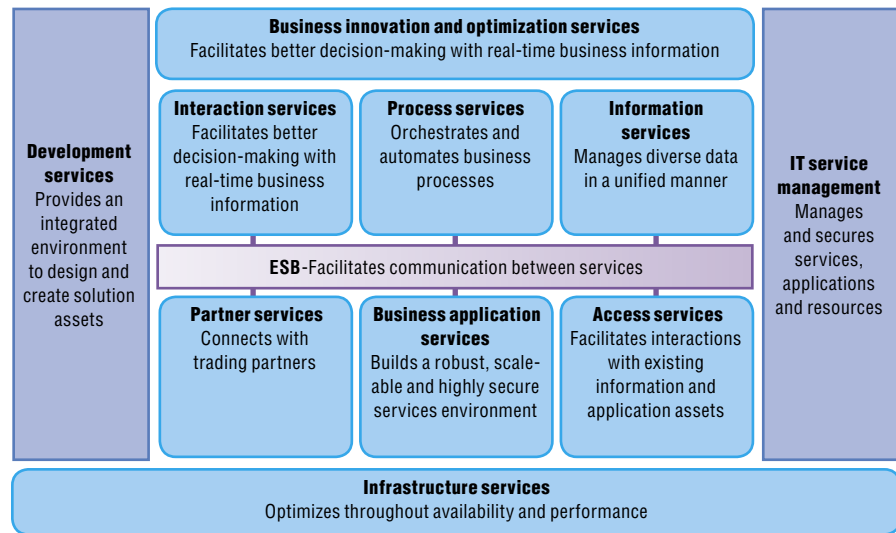 Business innovation and optimization services
Facilitates better decision-making with real-time business information
Development
services
Provides an
integrated
environment
to design and
create solution
assets
Interaction services
Facilitates better
decision-making with
real-time business
information
Process services
Orchestrates and
automates business
processes
Information
services
Manages diverse data
in a unified manner
IT service
management
Manages
and secures
services,
applications
and resources
ESB-Facilitates communication between services
Partner services
Connects with
trading partners
Business application
services
Builds a robust, scale-
able and highly secure
services environment
Access services
Facilitates interactions
with existing
information and
application assets
Infrastructure services
Optimizes throughout availability and performance